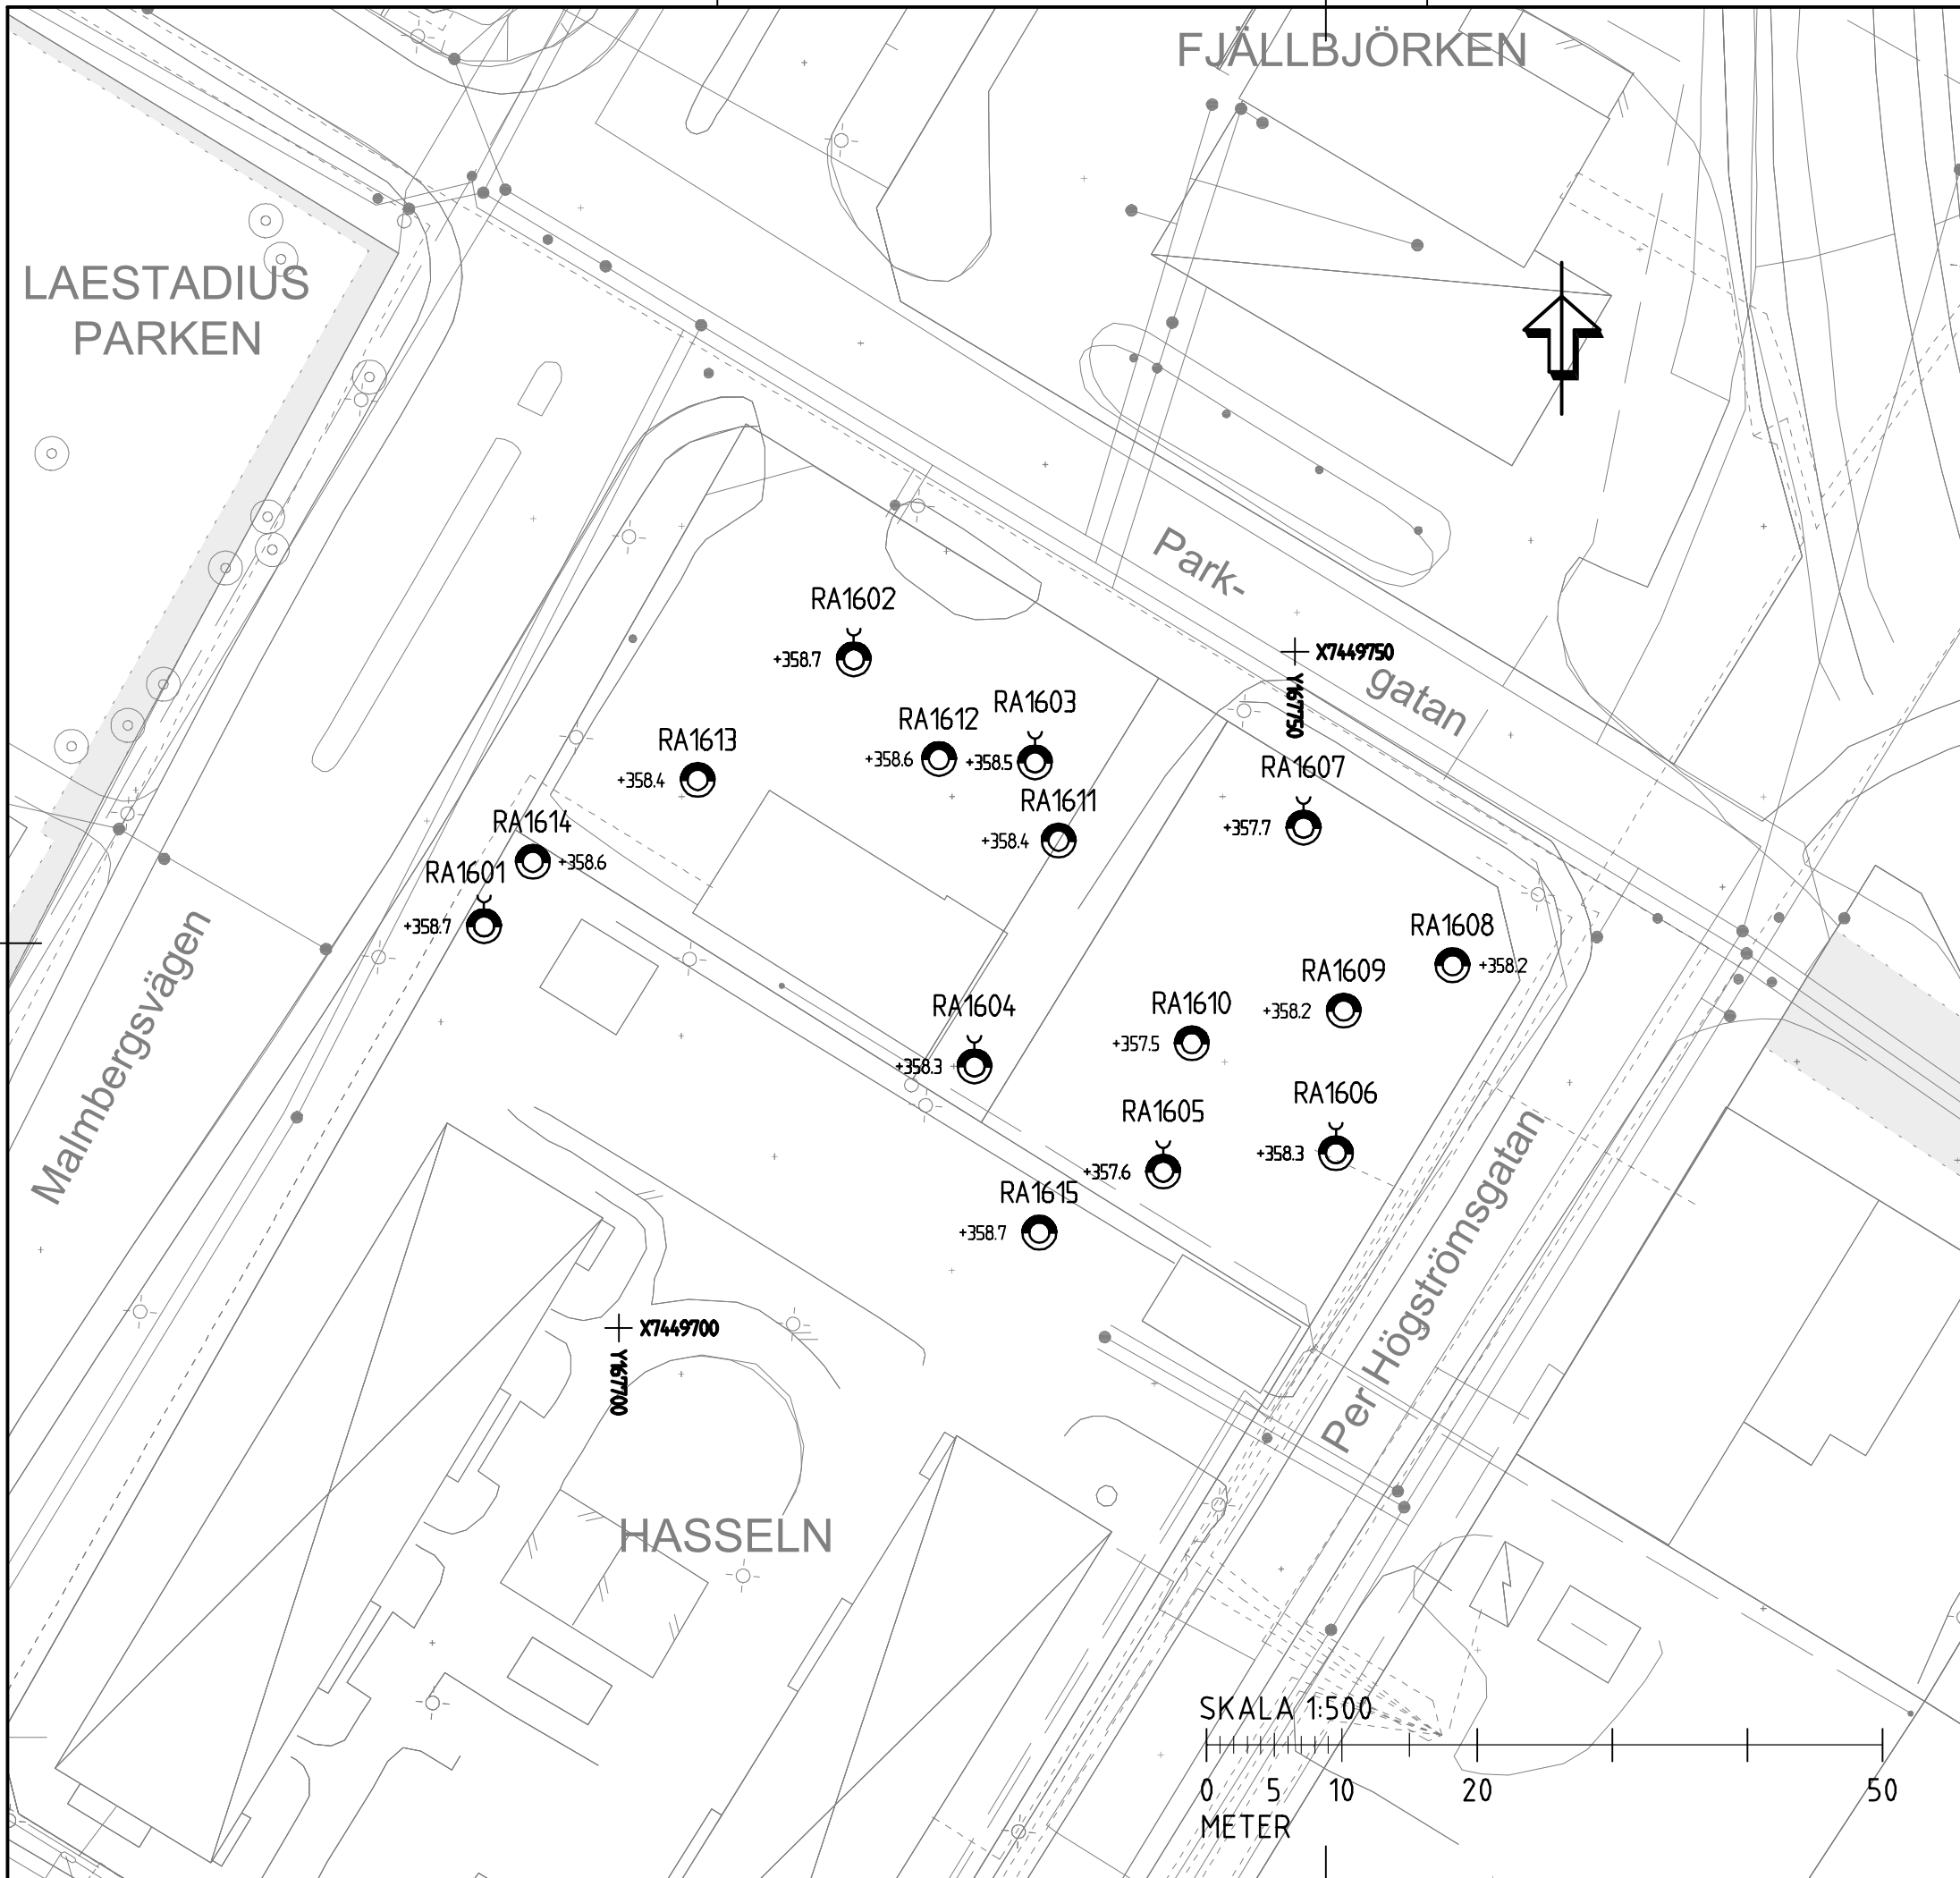 FJÄLLBJÖRKEN
LAESTADIUS
PARKEN
Park-
gatan
RA1602
+358.7
X7449750
Y167750
RA1603
+358.5
RA1612
+358.6
RA1613
+358.4
RA1607
+357.7
RA1611
+358.4
RA1614
+358.6
RA1601
+358.7
RA1608
+358.2
RA1609
+358.2
RA1610
+357.5
RA1604
+358.3
RA1606
+358.3
RA1605
+357.6
RA1615
+358.7
Malmbergsvägen
Per Högströmsgatan
X7449700
Y167700
HASSELN
SKALA 1:500
0 5 10 20 50
METER